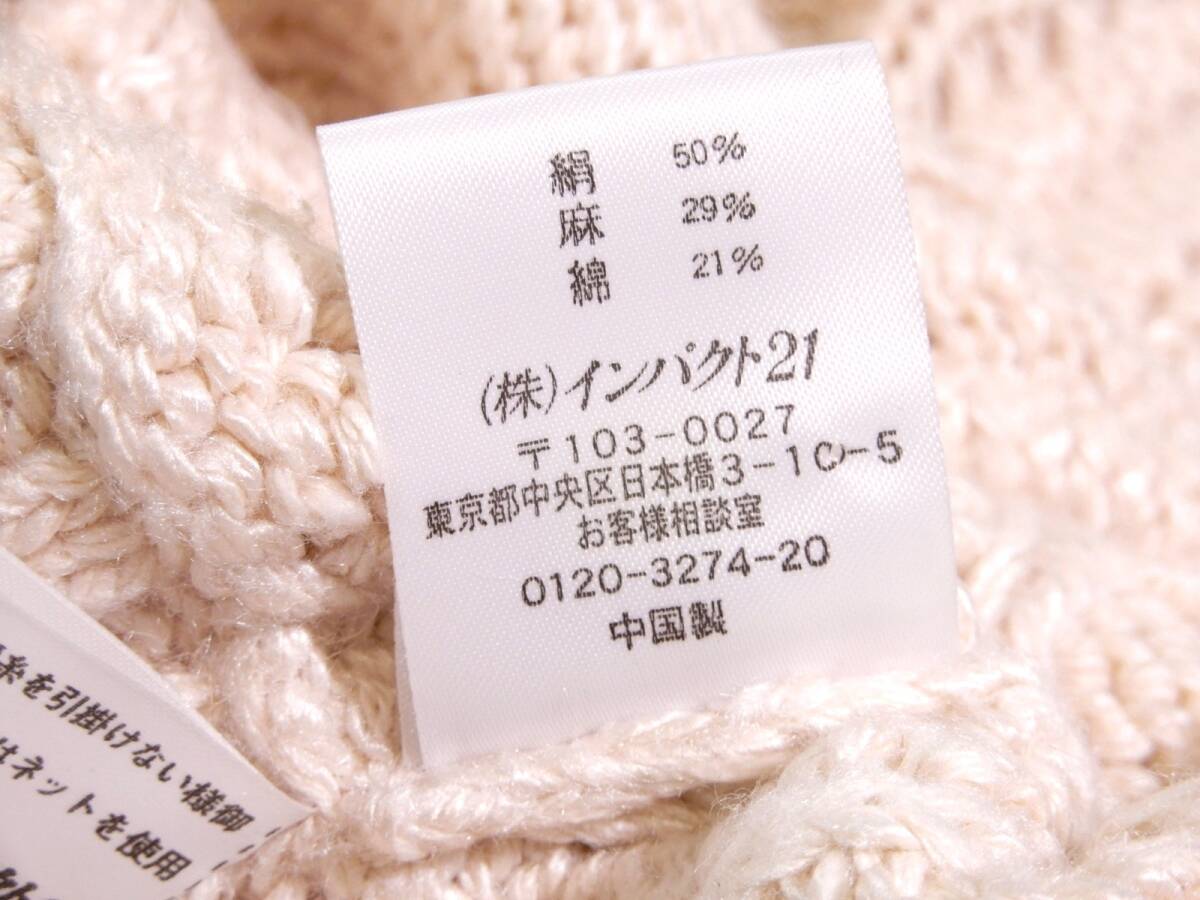 絹 50%
麻 29%
綿 21%
(株)インパクト21
〒103-0027
東京都中央区日本橋3-10-5
お客様相談室
0120-3274-20
中国製
糸を引掛けない様御
はネットを使用
クト